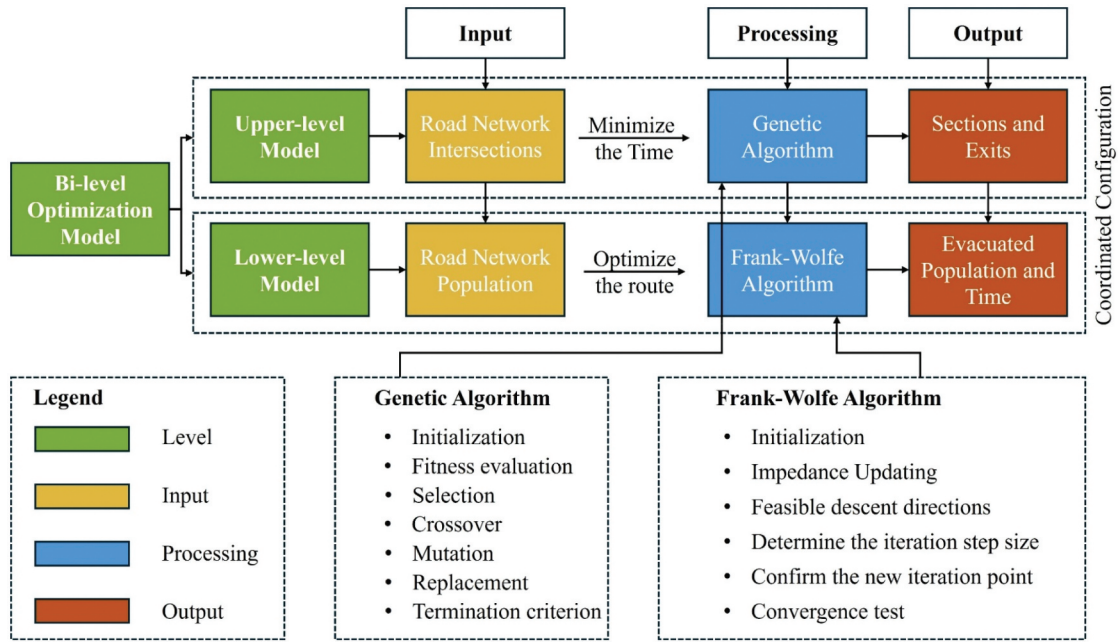 Input
Processing
Output
Upper-level
Model
Road Network
Intersections
Minimize
the Time
Genetic
Algorithm
Sections and
Exits
Bi-level
Optimization
Model
Lower-level
Model
Road Network
Population
Optimize
the route
Frank-Wolfe
Algorithm
Evacuated
Population and
Time
Coordinated Configuration
Legend
Level
Input
Processing
Output
Genetic Algorithm
• Initialization
• Fitness evaluation
• Selection
• Crossover
• Mutation
• Replacement
• Termination criterion
Frank-Wolfe Algorithm
• Initialization
• Impedance Updating
• Feasible descent directions
• Determine the iteration step size
• Confirm the new iteration point
• Convergence test